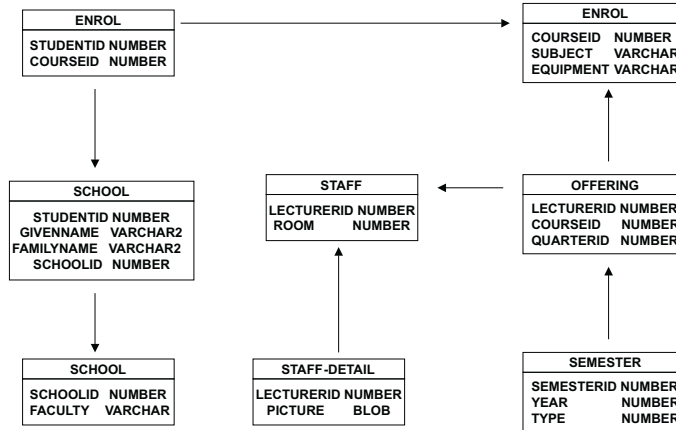 ENROL
STUDENTID NUMBER
COURSEID NUMBER
ENROL
COURSEID NUMBER
SUBJECT VARCHAR
EQUIPMENT VARCHAR
SCHOOL
STUDENTID NUMBER
GIVENNAME VARCHAR2
FAMILYNAME VARCHAR2
SCHOOLID NUMBER
STAFF
LECTURERID NUMBER
ROOM NUMBER
OFFERING
LECTURERID NUMBER
COURSEID NUMBER
QUARTERID NUMBER
SCHOOL
SCHOOLID NUMBER
FACULTY VARCHAR
STAFF-DETAIL
LECTURERID NUMBER
PICTURE BLOB
SEMESTER
SEMESTERID NUMBER
YEAR NUMBER
TYPE NUMBER